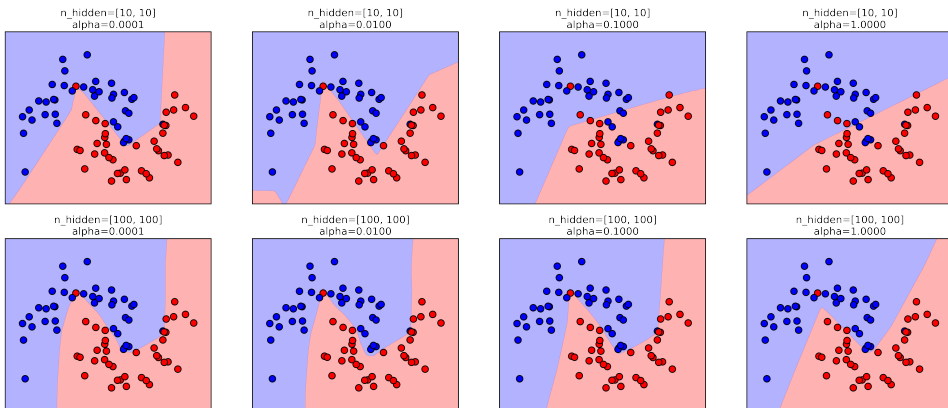 n_hidden=[10, 10]
alpha=0.0001
n_hidden=[10, 10]
alpha=0.0100
n_hidden=[10, 10]
alpha=0.1000
n_hidden=[10, 10]
alpha=1.0000
n_hidden=[100, 100]
alpha=0.0001
n_hidden=[100, 100]
alpha=0.0100
n_hidden=[100, 100]
alpha=0.1000
n_hidden=[100, 100]
alpha=1.0000